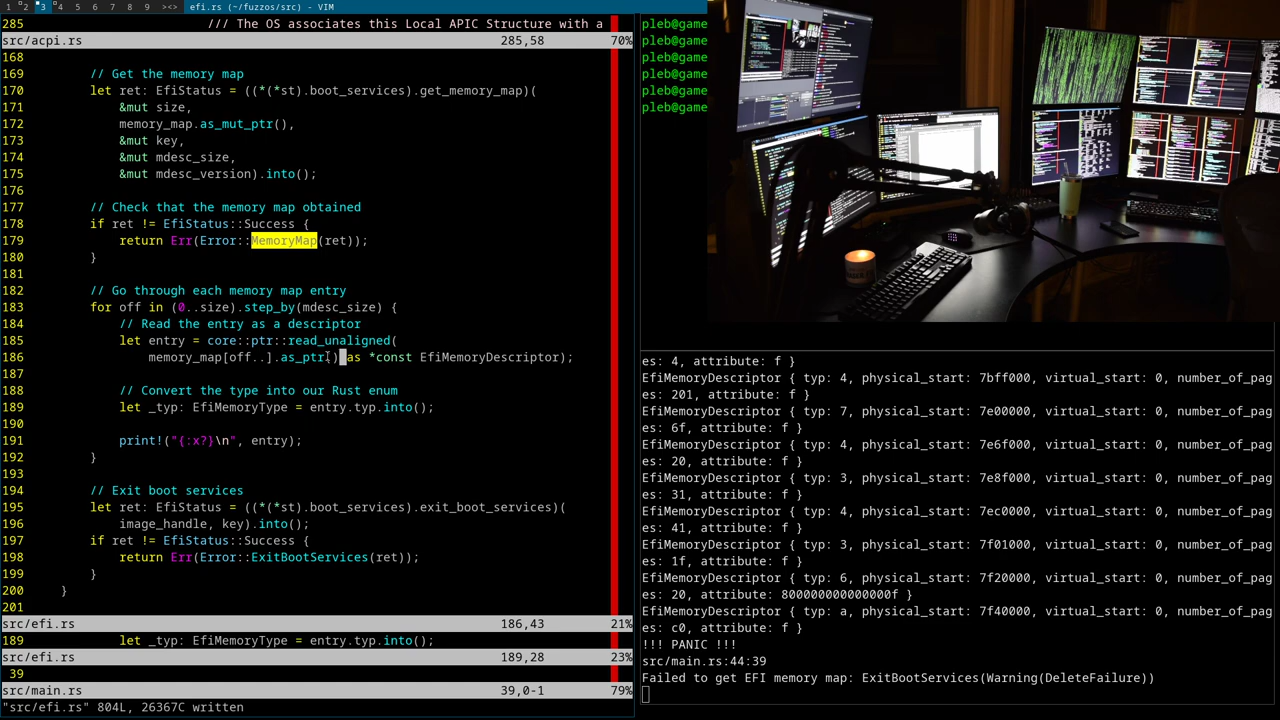 1 2 3 4 5 6 7 8 9 ><> efi.rs (~/fuzzos/src) - VIM
285 /// The OS associates this Local APIC Structure with a
src/acpi.rs 285,58 70%
168
169 // Get the memory map
170 let ret: EfiStatus = ((*(*st).boot_services).get_memory_map)(
171 &mut size,
172 memory_map.as_mut_ptr(),
173 &mut key,
174 &mut mdesc_size,
175 &mut mdesc_version).into();
176
177 // Check that the memory map obtained
178 if ret != EfiStatus::Success {
179 return Err(Error::MemoryMap(ret));
180 }
181
182 // Go through each memory map entry
183 for off in (0..size).step_by(mdesc_size) {
184 // Read the entry as a descriptor
185 let entry = core::ptr::read_unaligned(
186 memory_map[off..].as_ptr() as *const EfiMemoryDescriptor);
187
188 // Convert the type into our Rust enum
189 let _typ: EfiMemoryType = entry.typ.into();
190
191 print!("{:x?}\n", entry);
192 }
193
194 // Exit boot services
195 let ret: EfiStatus = ((*(*st).boot_services).exit_boot_services)(
196 image_handle, key).into();
197 if ret != EfiStatus::Success {
198 return Err(Error::ExitBootServices(ret));
199 }
200 }
201
src/efi.rs 186,43 21%
189 let _typ: EfiMemoryType = entry.typ.into();
src/efi.rs 189,28 23%
39
src/main.rs 39,0-1 79%
"src/efi.rs" 804L, 26367C written
pleb@game
pleb@game
pleb@game
pleb@game
pleb@game
pleb@game
es: 4, attribute: f }
EfiMemoryDescriptor { typ: 4, physical_start: 7bff000, virtual_start: 0, number_of_pag
es: 201, attribute: f }
EfiMemoryDescriptor { typ: 7, physical_start: 7e00000, virtual_start: 0, number_of_pag
es: 6f, attribute: f }
EfiMemoryDescriptor { typ: 4, physical_start: 7e6f000, virtual_start: 0, number_of_pag
es: 20, attribute: f }
EfiMemoryDescriptor { typ: 3, physical_start: 7e8f000, virtual_start: 0, number_of_pag
es: 31, attribute: f }
EfiMemoryDescriptor { typ: 4, physical_start: 7ec0000, virtual_start: 0, number_of_pag
es: 41, attribute: f }
EfiMemoryDescriptor { typ: 3, physical_start: 7f01000, virtual_start: 0, number_of_pag
es: 1f, attribute: f }
EfiMemoryDescriptor { typ: 6, physical_start: 7f20000, virtual_start: 0, number_of_pag
es: 20, attribute: 800000000000000f }
EfiMemoryDescriptor { typ: a, physical_start: 7f40000, virtual_start: 0, number_of_pag
es: c0, attribute: f }
!!! PANIC !!!
src/main.rs:44:39
Failed to get EFI memory map: ExitBootServices(Warning(DeleteFailure))